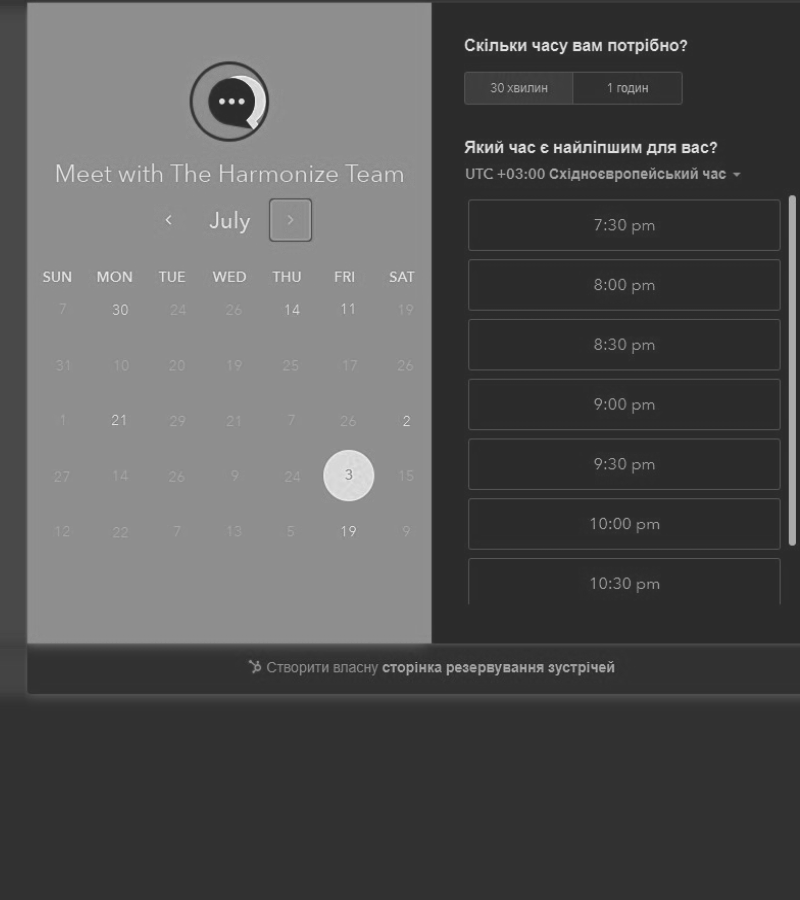 Meet with The Harmonize Team
July
SUN MON TUE WED THU FRI SAT
7 30 24 26 14 11 19
31 10 20 19 25 17 26
1 21 29 21 7 26 2
27 14 26 9 24 3 15
12 22 7 13 5 19 9
Скільки часу вам потрібно?
30 хвилин 1 годин
Який час є найліпшим для вас?
UTC +03:00 Східноєвропейський час
7:30 pm
8:00 pm
8:30 pm
9:00 pm
9:30 pm
10:00 pm
10:30 pm
Створити власну сторінка резервування зустрічей